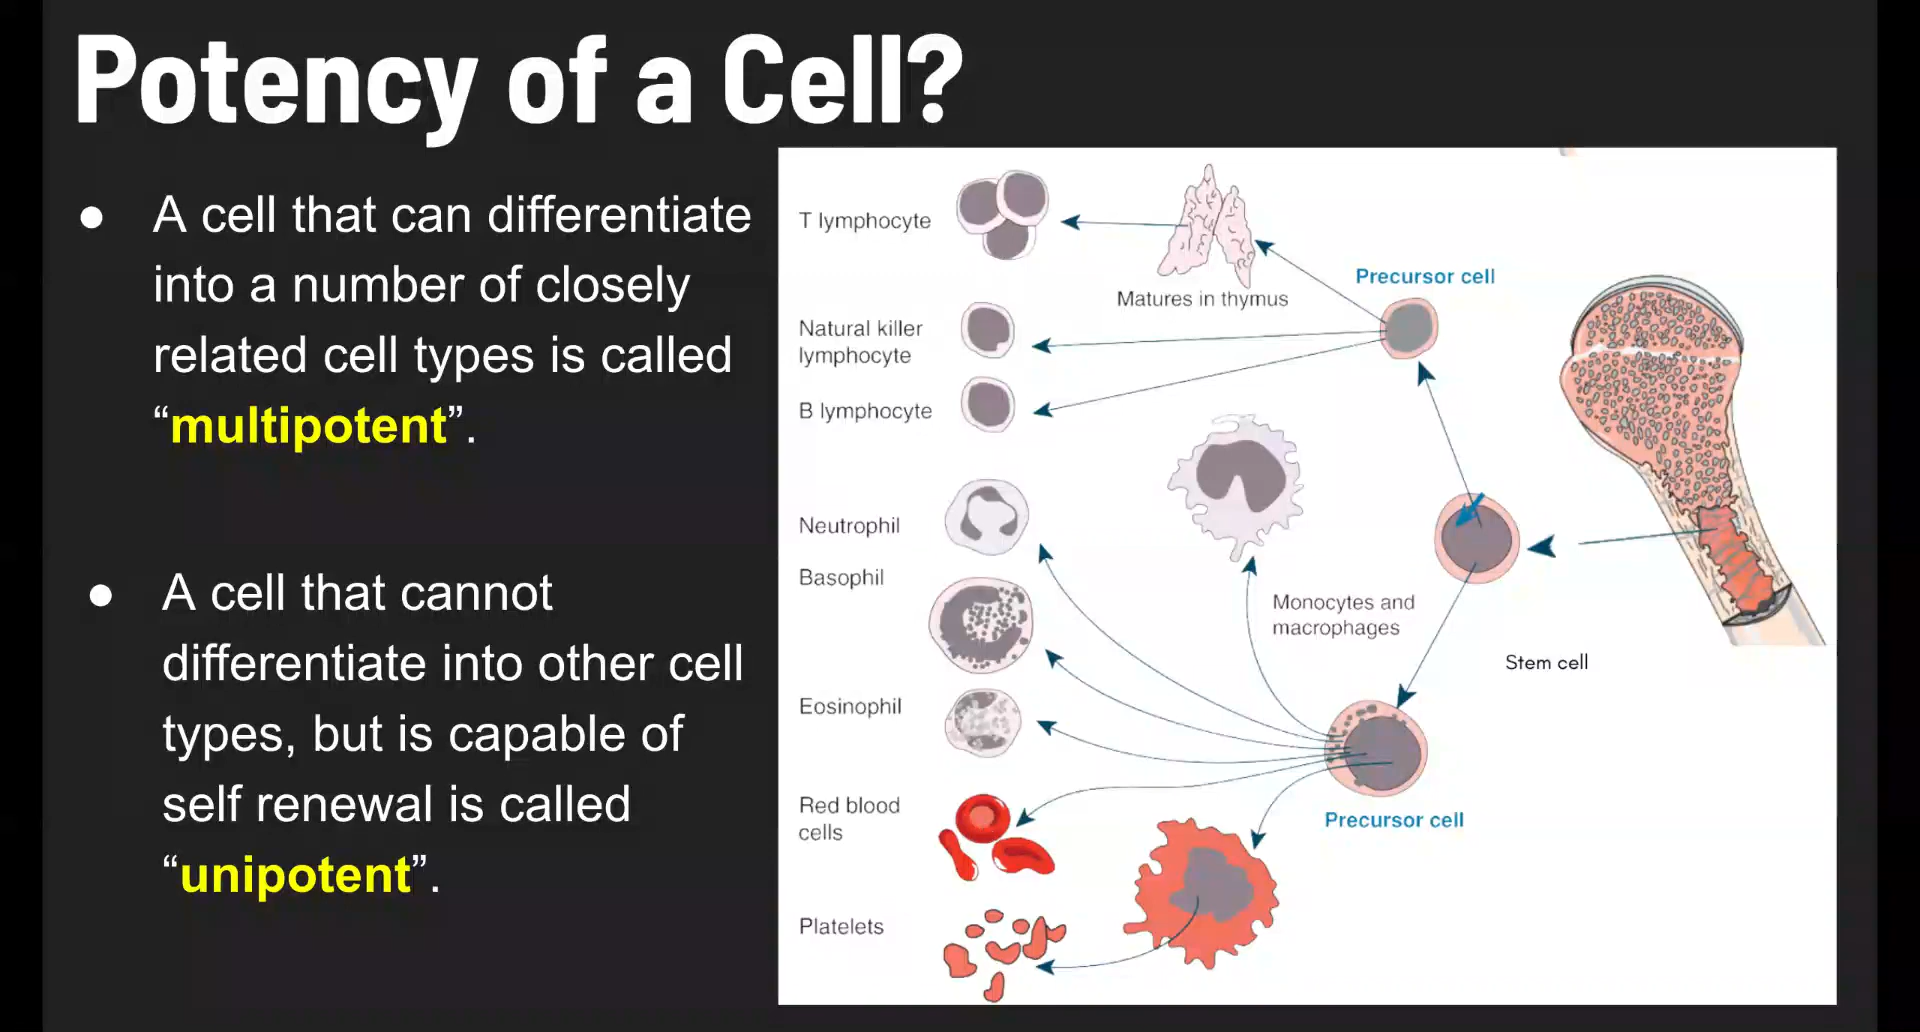 Potency of a Cell?
● A cell that can differentiate
into a number of closely
related cell types is called
“multipotent”.
● A cell that cannot
differentiate into other cell
types, but is capable of
self renewal is called
“unipotent”.
T lymphocyte
Matures in thymus
Precursor cell
Natural killer
lymphocyte
B lymphocyte
Neutrophil
Basophil
Monocytes and
macrophages
Stem cell
Eosinophil
Red blood
cells
Precursor cell
Platelets